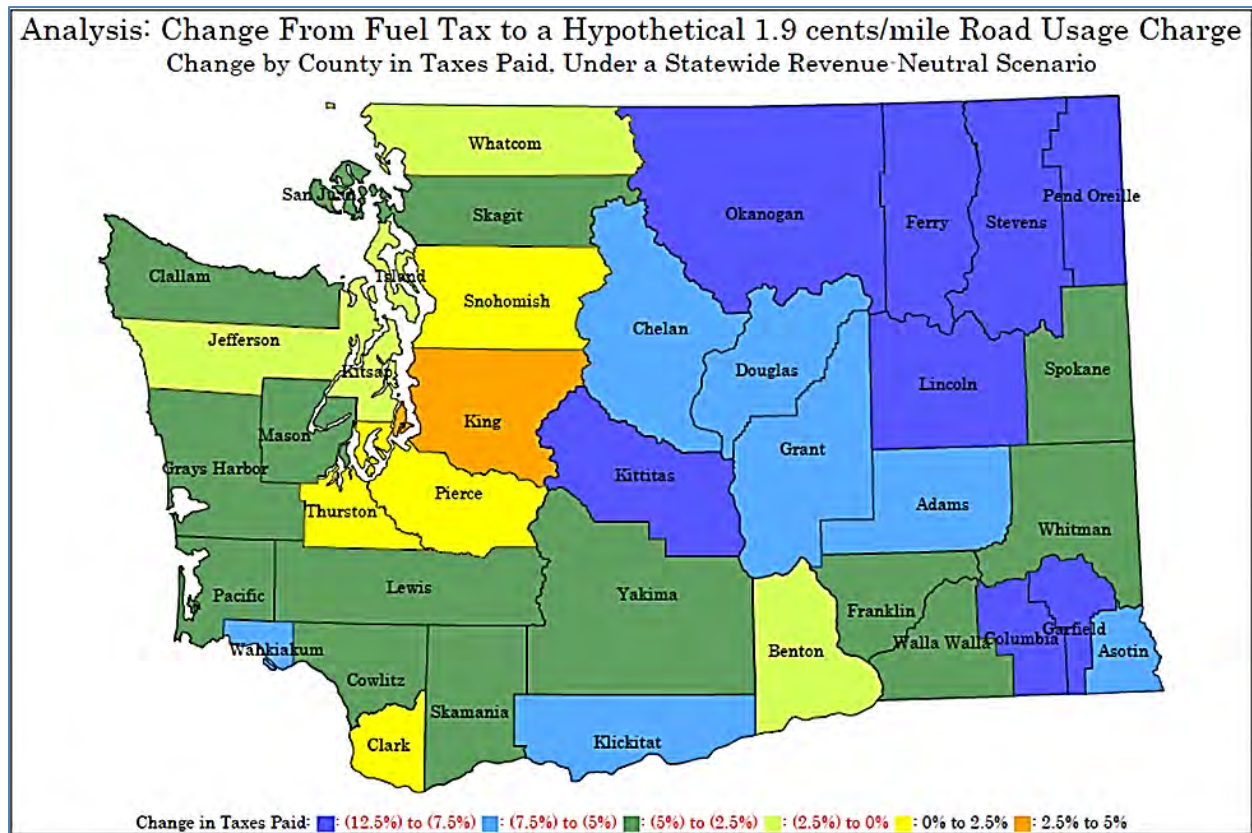 Analysis: Change From Fuel Tax to a Hypothetical 1.9 cents/mile Road Usage Charge
Change by County in Taxes Paid, Under a Statewide Revenue-Neutral Scenario
Whatcom
San Juan
Skagit
Okanogan
Ferry
Stevens
Pend Oreille
Clallam
Island
Snohomish
Chelan
Jefferson
Kitsap
Douglas
Lincoln
Spokane
King
Mason
Grays Harbor
Grant
Kittitas
Pierce
Thurston
Adams
Whitman
Pacific
Lewis
Yakima
Franklin
Walla Walla
Columbia
Garfield
Asotin
Wahkiakum
Benton
Cowlitz
Skamania
Clark
Klickitat
Change in Taxes Paid: : (12.5%) to (7.5%) : (7.5%) to (5%) : (5%) to (2.5%) : (2.5%) to 0% : 0% to 2.5% : 2.5% to 5%